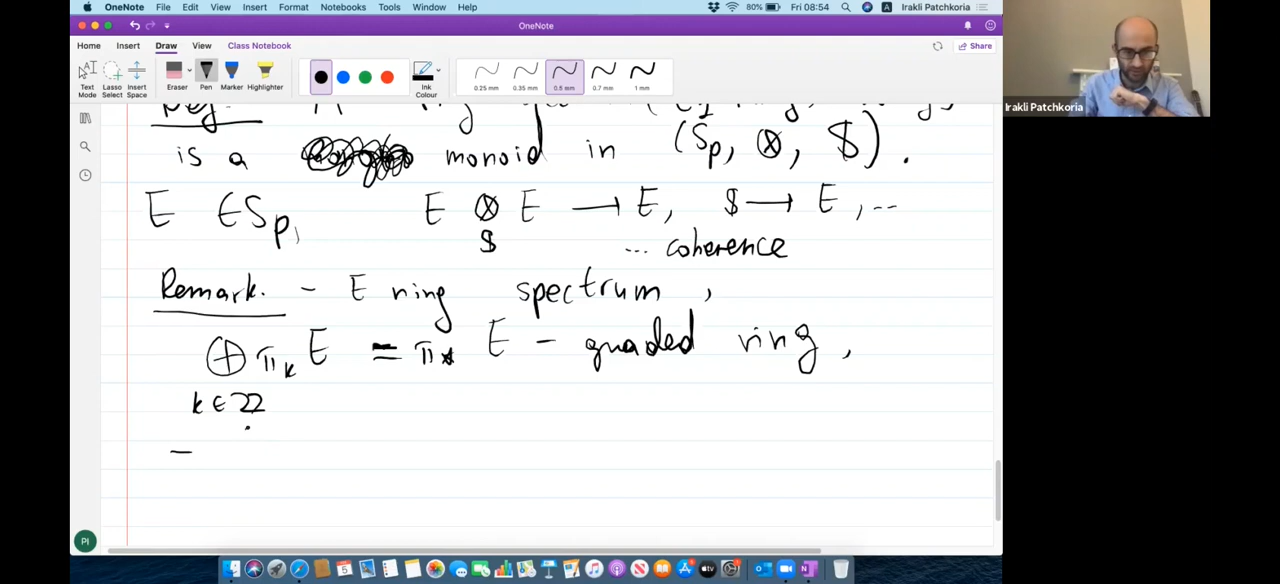 OneNote File Edit View Insert Format Notebooks Tools Window Help 80% Fri 08:54 A Irakli Patchkoria
OneNote
Home Insert Draw View Class Notebook Share
Text Mode Lasso Select Insert Space Eraser Pen Marker Highlighter Ink Colour 0.25 mm 0.35 mm 0.5 mm 0.7 mm 1 mm
Irakli Patchkoria
is a monoid in (Sp, ⊗, $).
E ∈ Sp, E ⊗ E → E, $ → E, ...
$ ... coherence
Remark. - E ring spectrum,
⊕ π_k E = π_* E - graded ring,
k ∈ ℤ
-
PI